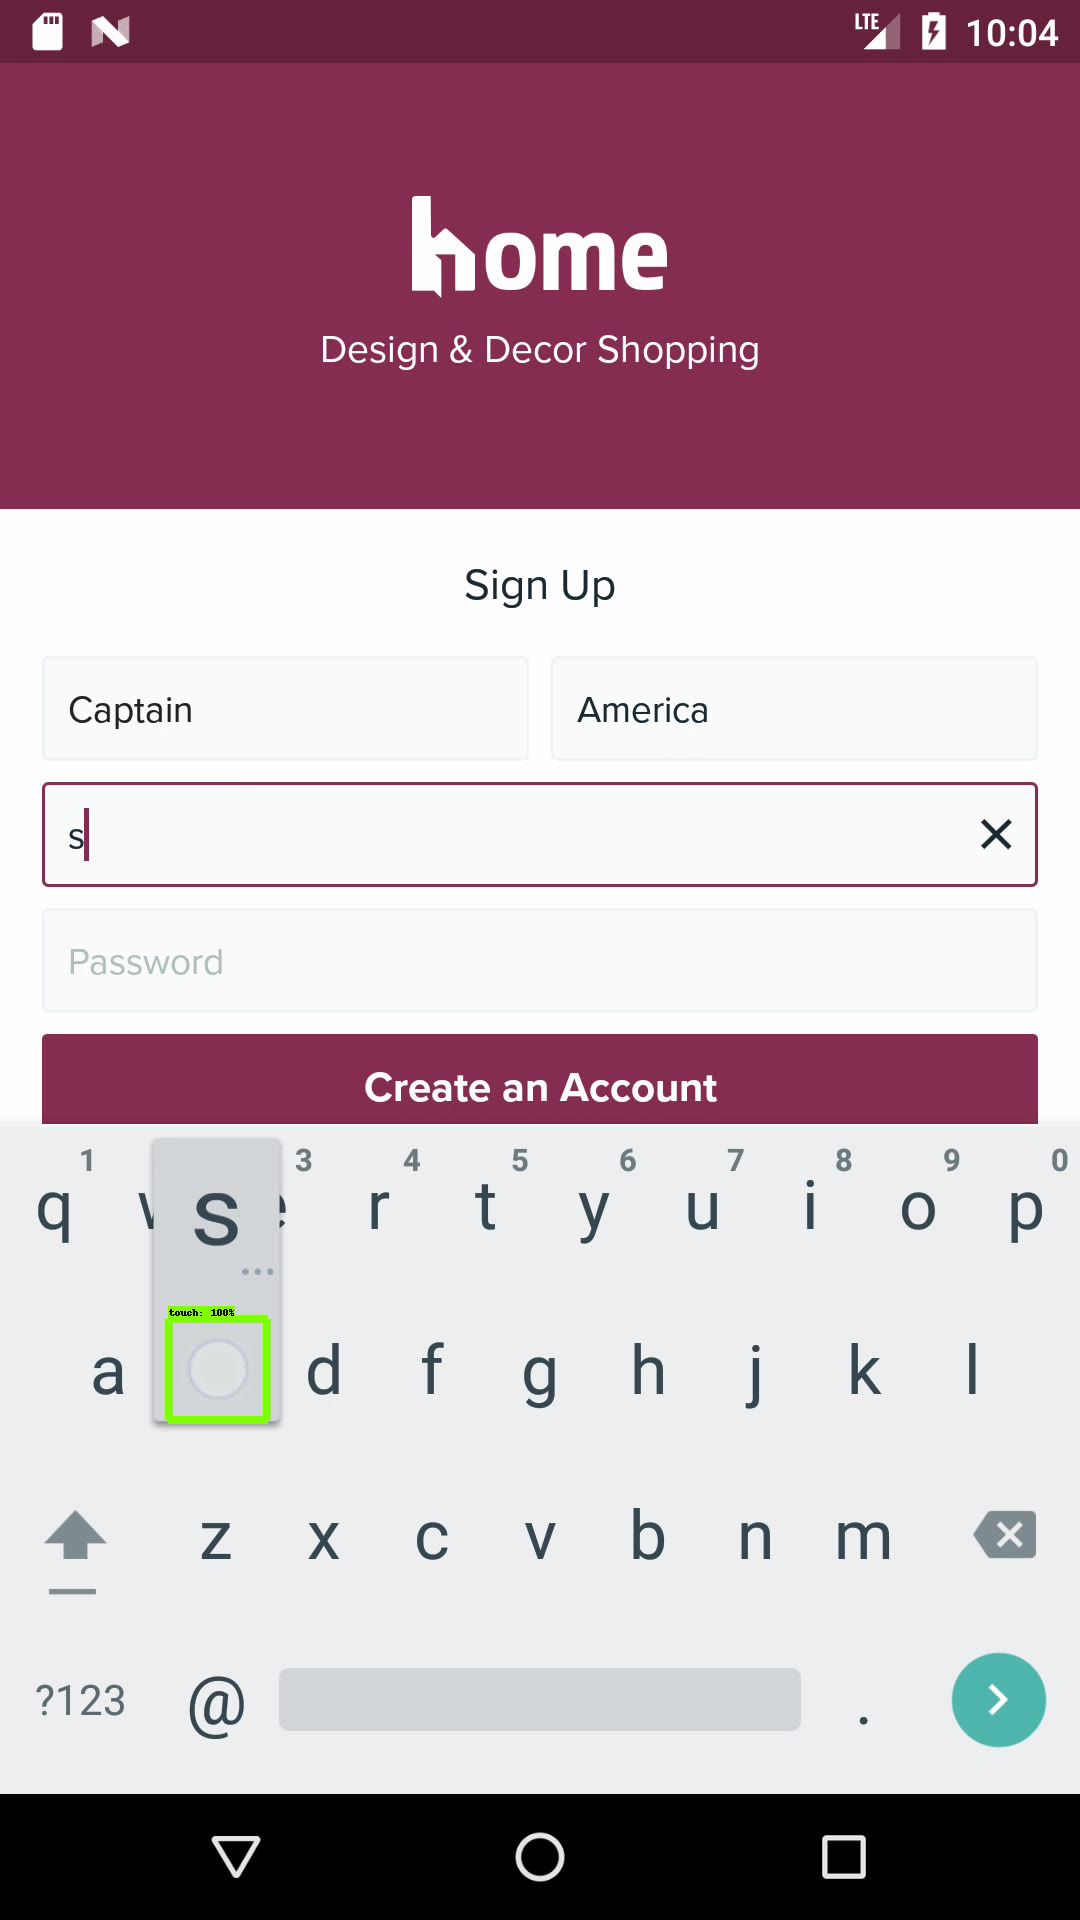 LTE 10:04
home
Design & Decor Shopping
Sign Up
Captain America
s
Password
Create an Account
1 3 4 5 6 7 8 9 0
q w s e r t y u i o p
touch: 100%
a d f g h j k l
z x c v b n m
?123 @ .